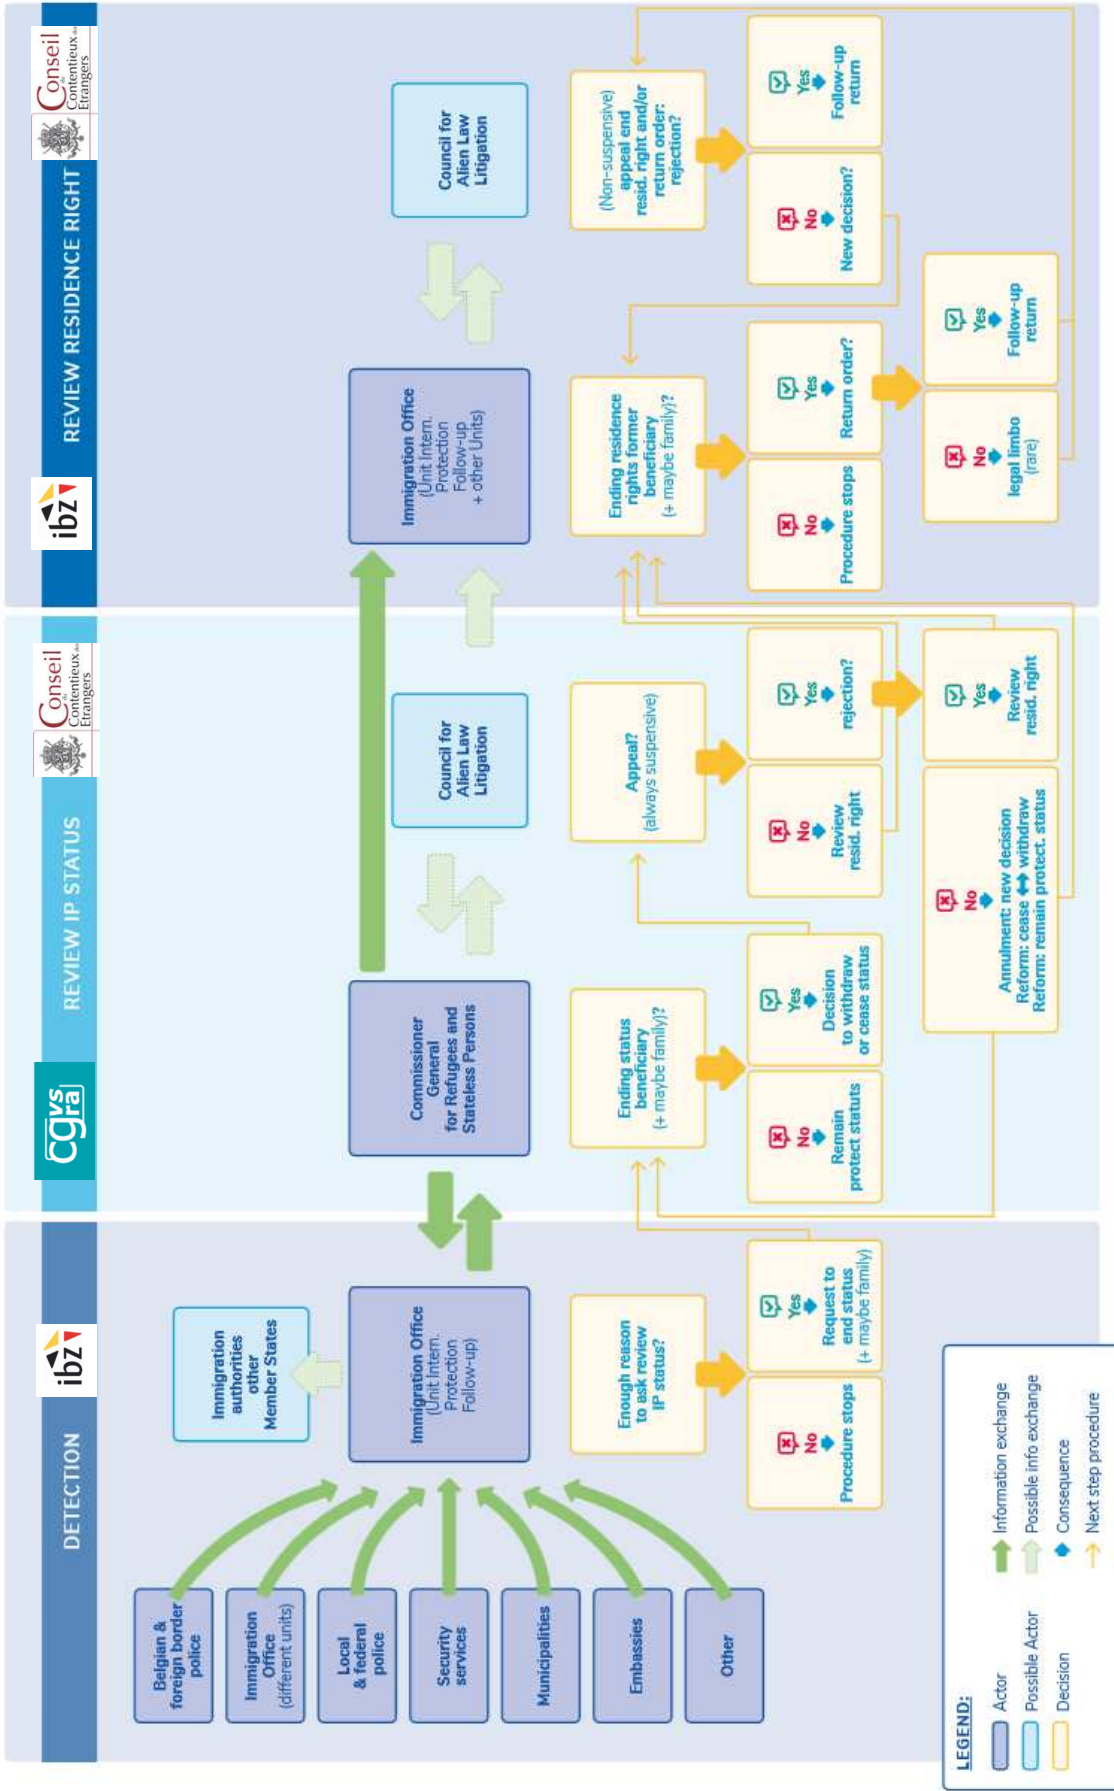 DETECTION
ibz
Belgian &
foreign border
police
Immigration
Office
(different units)
Local
& federal
police
Security
services
Municipalities
Embassies
Other
Immigration
authorities
other
Member States
Immigration Office
(Unit Intern.
Protection
Follow-up)
Enough reason
to ask review
IP status?
No
Procedure stops
Yes
Request to
end status
(+ maybe family)
REVIEW IP STATUS
cgvs
cgra
Conseil
du
Contentieux des
Etrangers
Commissioner
General
for Refugees and
Stateless Persons
Council for
Alien Law
Litigation
Ending status
beneficiary
(+ maybe family)?
No
Remain
protect statuts
Yes
Decision
to withdraw
or cease status
Appeal?
(always suspensive)
No
Review
resid. right
Yes
rejection?
No
Annulment: new decision
Reform: cease ↔ withdraw
Reform: remain protect. status
Yes
Review
resid. right
REVIEW RESIDENCE RIGHT
ibz
Conseil
du
Contentieux des
Etrangers
Immigration Office
(Unit Intern.
Protection
Follow-up
+ other Units)
Council for
Alien Law
Litigation
Ending residence
rights former
beneficiary
(+ maybe family)?
No
Procedure stops
Yes
Return order?
No
legal limbo
(rare)
Yes
Follow-up
return
(Non-suspensive)
appeal end
resid. right and/or
return order:
rejection?
No
New decision?
Yes
Follow-up
return
LEGEND:
Actor
Possible Actor
Decision
Information exchange
Possible info exchange
Consequence
Next step procedure